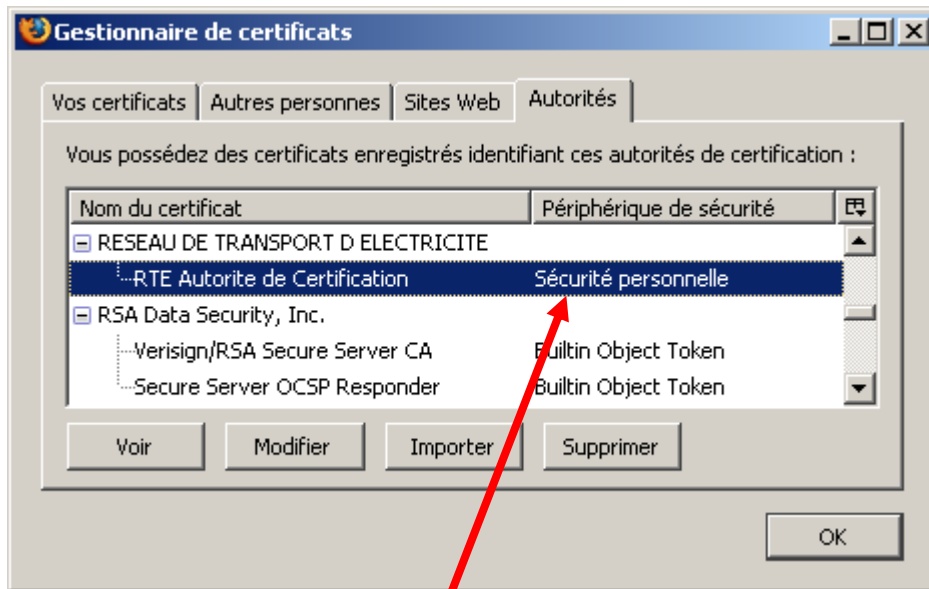 Gestionnaire de certificats
Vos certificats Autres personnes Sites Web Autorités
Vous possédez des certificats enregistrés identifiant ces autorités de certification :
Nom du certificat Périphérique de sécurité
RESEAU DE TRANSPORT D ELECTRICITE
RTE Autorite de Certification Sécurité personnelle
RSA Data Security, Inc.
Verisign/RSA Secure Server CA Builtin Object Token
Secure Server OCSP Responder Builtin Object Token
Voir Modifier Importer Supprimer
OK